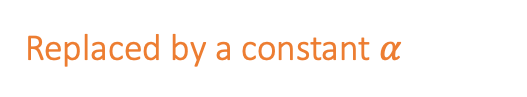 Replaced by a constant α